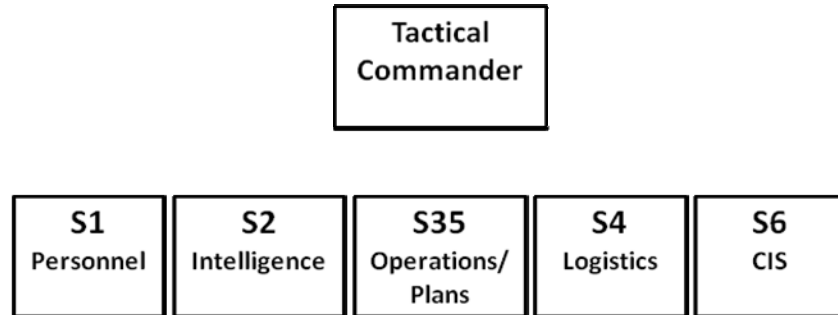 Tactical
Commander
S1
Personnel
S2
Intelligence
S35
Operations/
Plans
S4
Logistics
S6
CIS